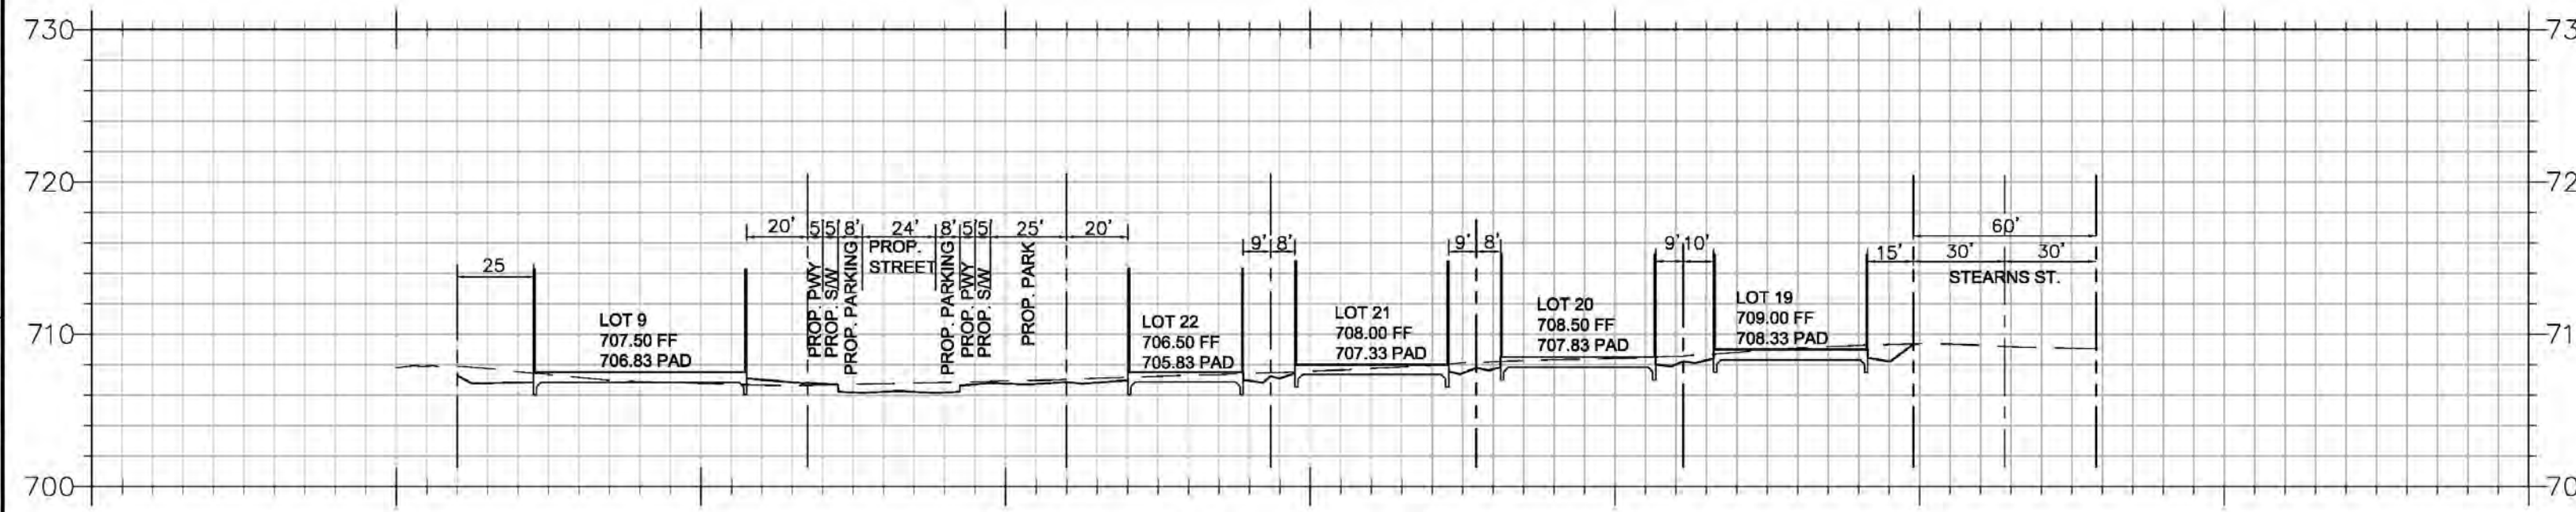 730
73
720
72
20'
5'
5'
8'
24'
8'
5'
5'
25'
20'
60'
9'
8'
9'
8'
9'
10'
15'
30'
30'
25
PROP. PWY
PROP. S/W
PROP. PARKING
PROP.
STREET
PROP. PARKING
PROP. PWY
PROP. S/W
PROP. PARK
STEARNS ST.
710
71
LOT 9
707.50 FF
706.83 PAD
LOT 22
706.50 FF
705.83 PAD
LOT 21
708.00 FF
707.33 PAD
LOT 20
708.50 FF
707.83 PAD
LOT 19
709.00 FF
708.33 PAD
700
70